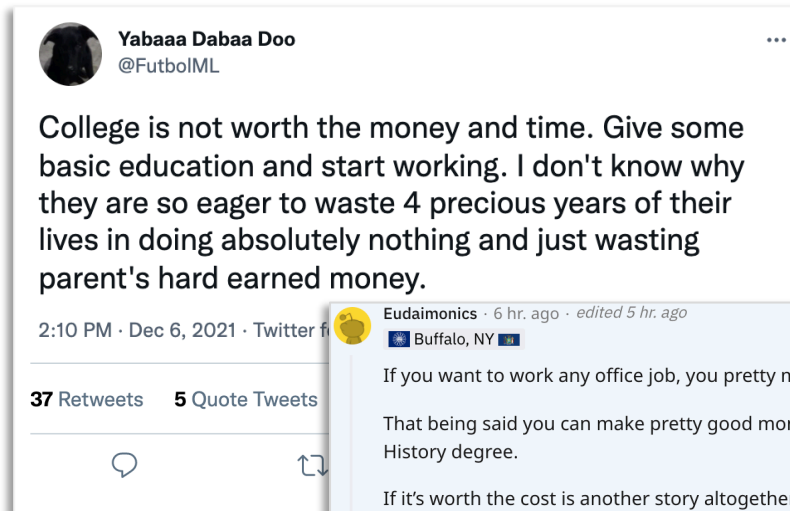 Yabaaa Dabaa Doo
@FutbolML
College is not worth the money and time. Give some
basic education and start working. I don't know why
they are so eager to waste 4 precious years of their
lives in doing absolutely nothing and just wasting
parent's hard earned money.
2:10 PM · Dec 6, 2021 · Twitter
37 Retweets 5 Quote Tweets
Eudaimonics · 6 hr. ago · edited 5 hr. ago
Buffalo, NY
If you want to work any office job, you pretty
That being said you can make pretty good
History degree.
If it's worth the cost is another story